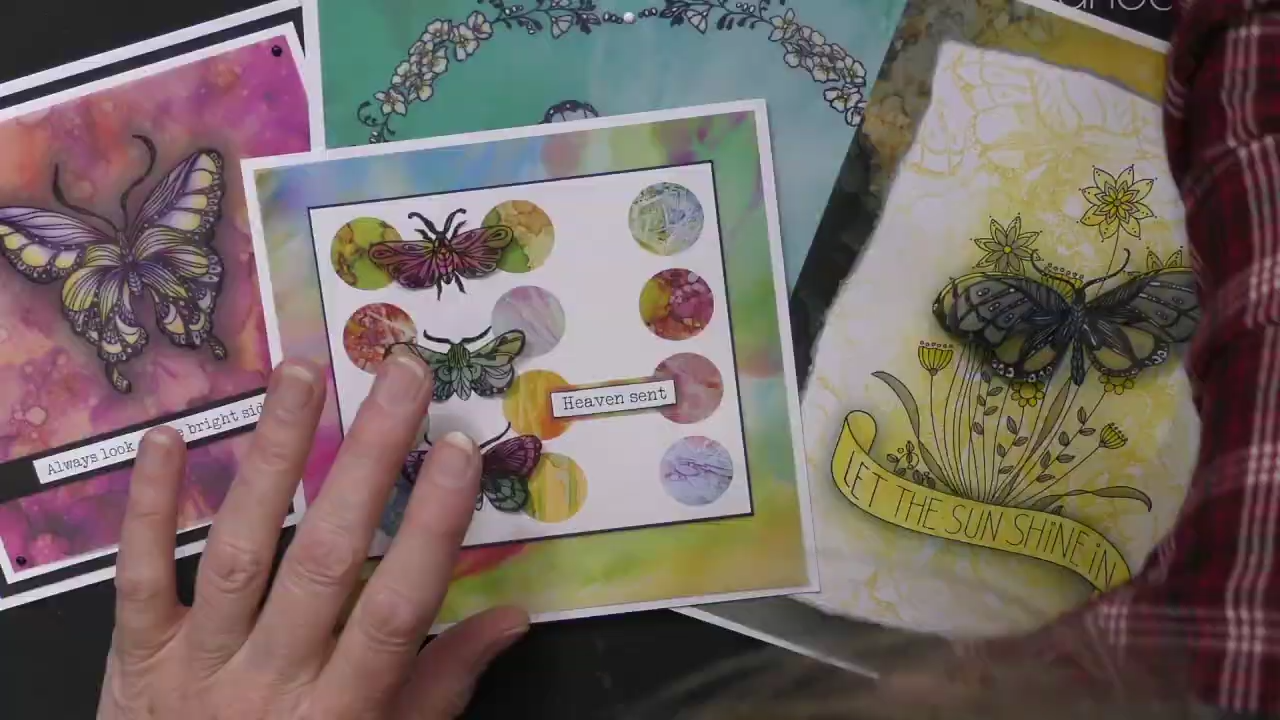 Always look
bright sid
Heaven sent
LET THE SUN SHINE iN